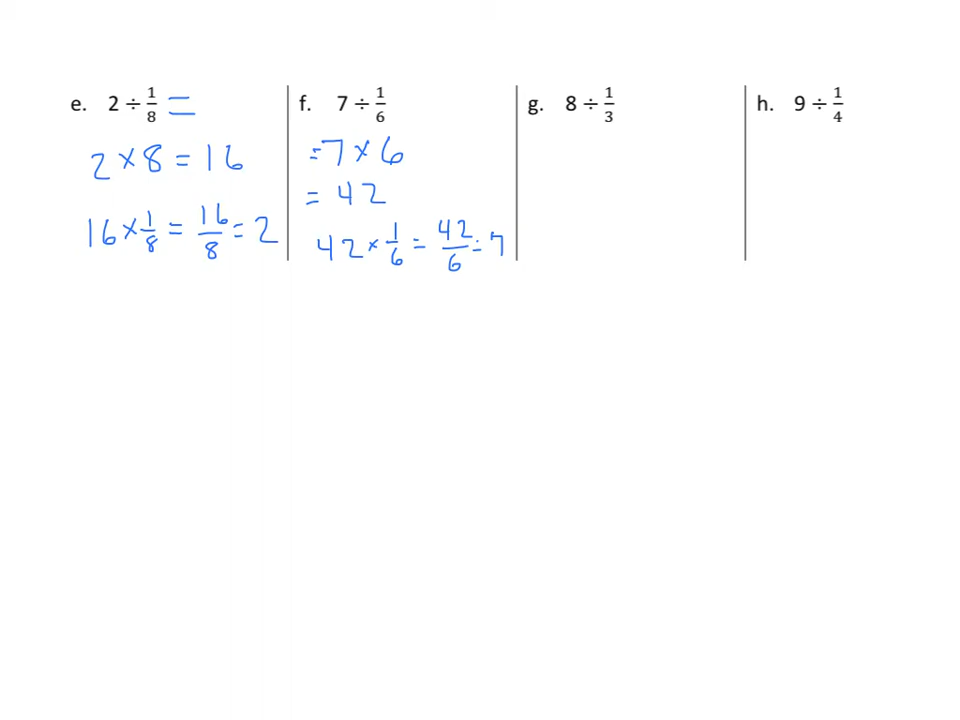 e. 2 ÷ 1/8 =
2 × 8 = 16
16 × 1/8 = 16/8 = 2
f. 7 ÷ 1/6
= 7 × 6
= 42
42 × 1/6 = 42/6 = 7
g. 8 ÷ 1/3
h. 9 ÷ 1/4